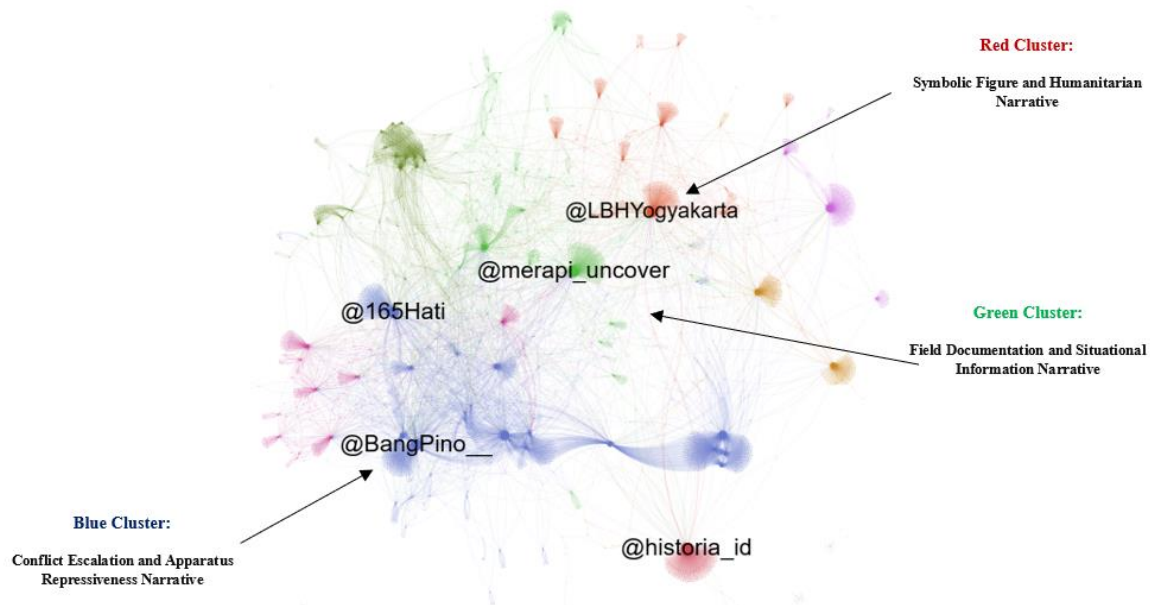 Red Cluster:
Symbolic Figure and Humanitarian
Narrative
@LBHYogyakarta
@merapi_uncover
@165Hati
Green Cluster:
Field Documentation and Situational
Information Narrative
@BangPino__
Blue Cluster:
Conflict Escalation and Apparatus
Repressiveness Narrative
@historia_id